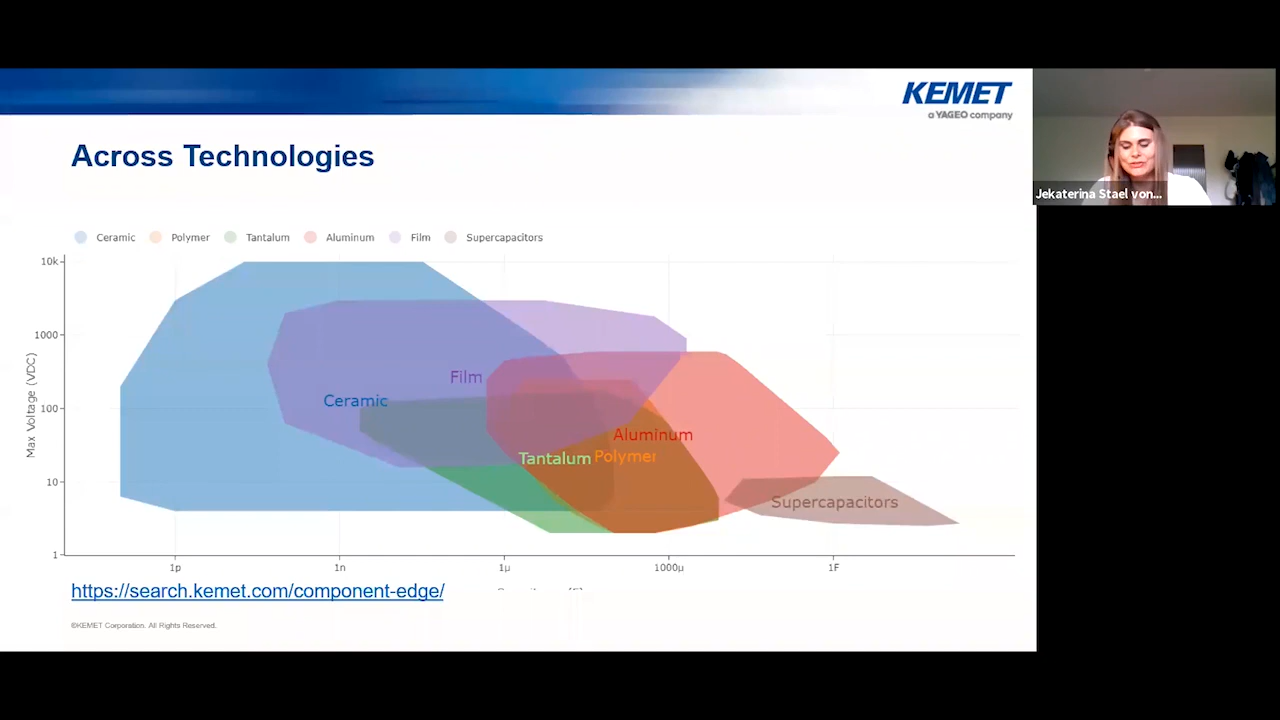 KEMET
a YAGEO company
Across Technologies
Jekaterina Stael von...
Ceramic Polymer Tantalum Aluminum Film Supercapacitors
10k
1000
100
10
1
Max Voltage (VDC)
Film
Ceramic
Aluminum
Tantalum Polymer
Supercapacitors
1p 1n 1μ 1000μ 1F
https://search.kemet.com/component-edge/
©KEMET Corporation. All Rights Reserved.